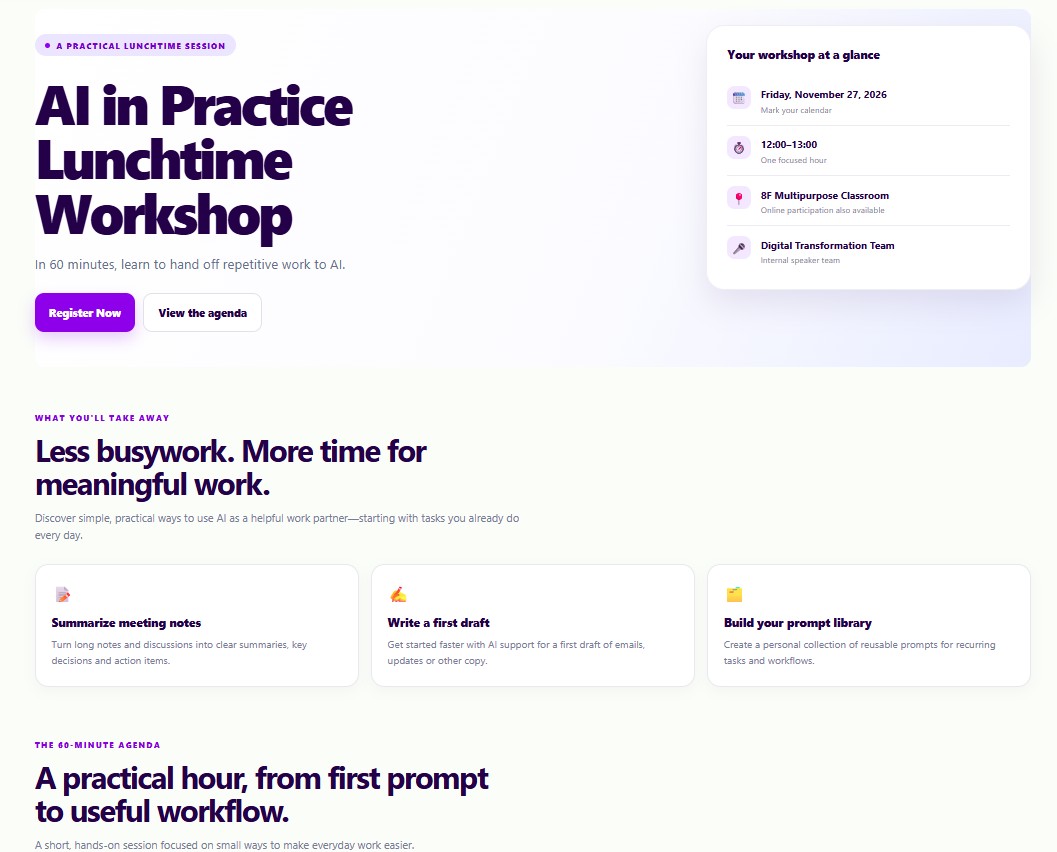 A PRACTICAL LUNCHTIME SESSION
AI in Practice
Lunchtime
Workshop
In 60 minutes, learn to hand off repetitive work to AI.
Register Now
View the agenda
Your workshop at a glance
Friday, November 27, 2026
Mark your calendar
12:00–13:00
One focused hour
8F Multipurpose Classroom
Online participation also available
Digital Transformation Team
Internal speaker team
WHAT YOU'LL TAKE AWAY
Less busywork. More time for
meaningful work.
Discover simple, practical ways to use AI as a helpful work partner—starting with tasks you already do
every day.
Summarize meeting notes
Turn long notes and discussions into clear summaries, key
decisions and action items.
Write a first draft
Get started faster with AI support for a first draft of emails,
updates or other copy.
Build your prompt library
Create a personal collection of reusable prompts for recurring
tasks and workflows.
THE 60-MINUTE AGENDA
A practical hour, from first prompt
to useful workflow.
A short, hands-on session focused on small ways to make everyday work easier.